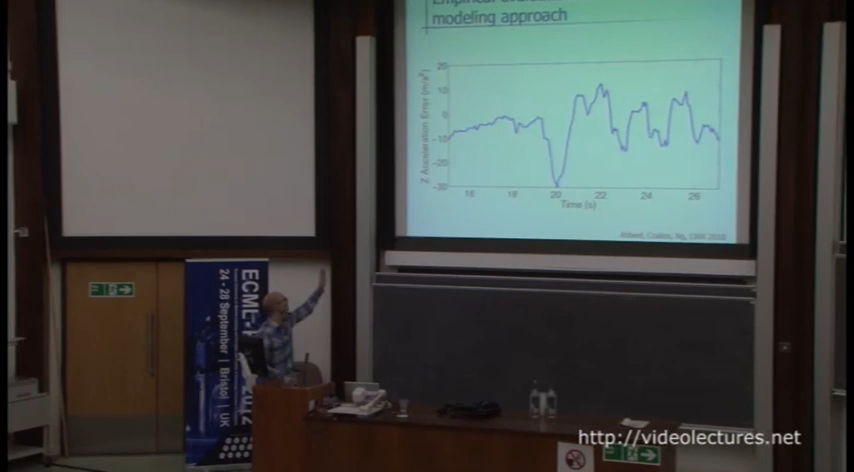 modeling approach
20
10
0
-10
-20
-30
Z Acceleration Error (m/s²)
16
18
20
22
24
26
Time (s)
Abbeel, Coates, Ng, IJRR 2010
24 - 28 September | Bristol | UK
http://videolectures.net